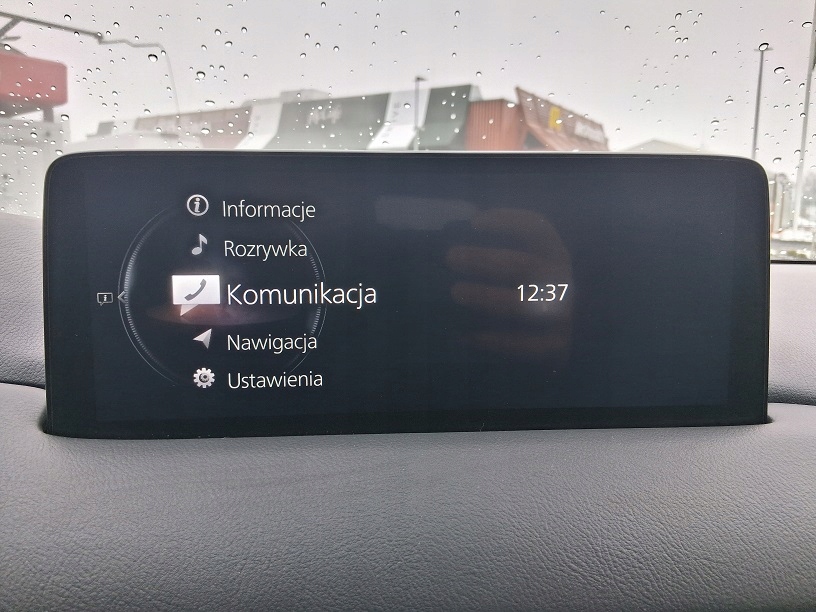 Informacje
Rozrywka
Komunikacja
12:37
Nawigacja
Ustawienia